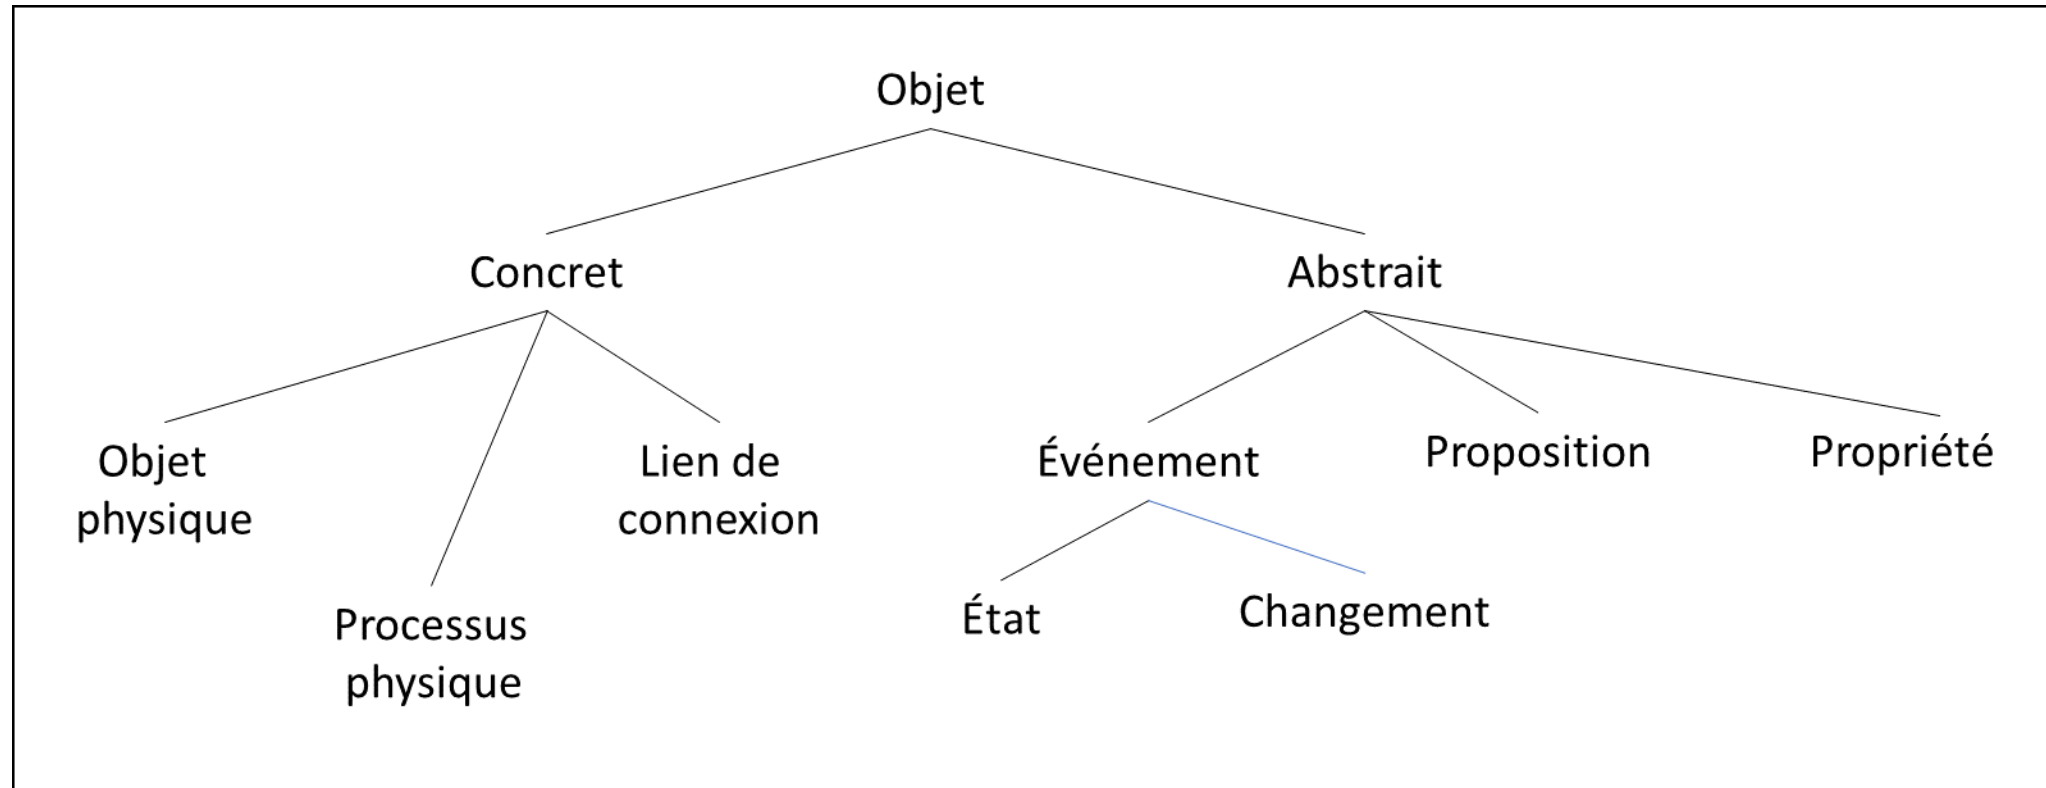 Objet
Concret
Abstrait
Objet
physique
Processus
physique
Lien de
connexion
Événement
Proposition
Propriété
État
Changement